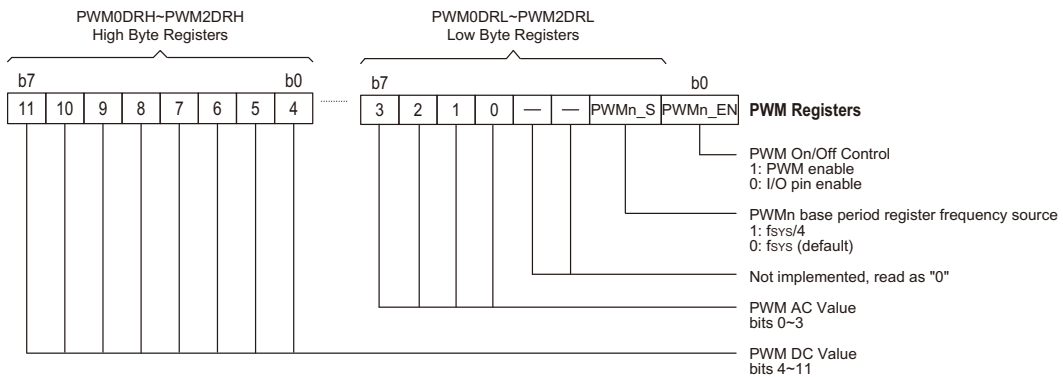 PWM0DRH~PWM2DRH
High Byte Registers
PWM0DRL~PWM2DRL
Low Byte Registers
b7 b0 b7 b0
11 10 9 8 7 6 5 4 3 2 1 0 — — PWMn_S PWMn_EN PWM Registers
PWM On/Off Control
1: PWM enable
0: I/O pin enable
PWMn base period register frequency source
1: fSYS/4
0: fSYS (default)
Not implemented, read as "0"
PWM AC Value
bits 0~3
PWM DC Value
bits 4~11